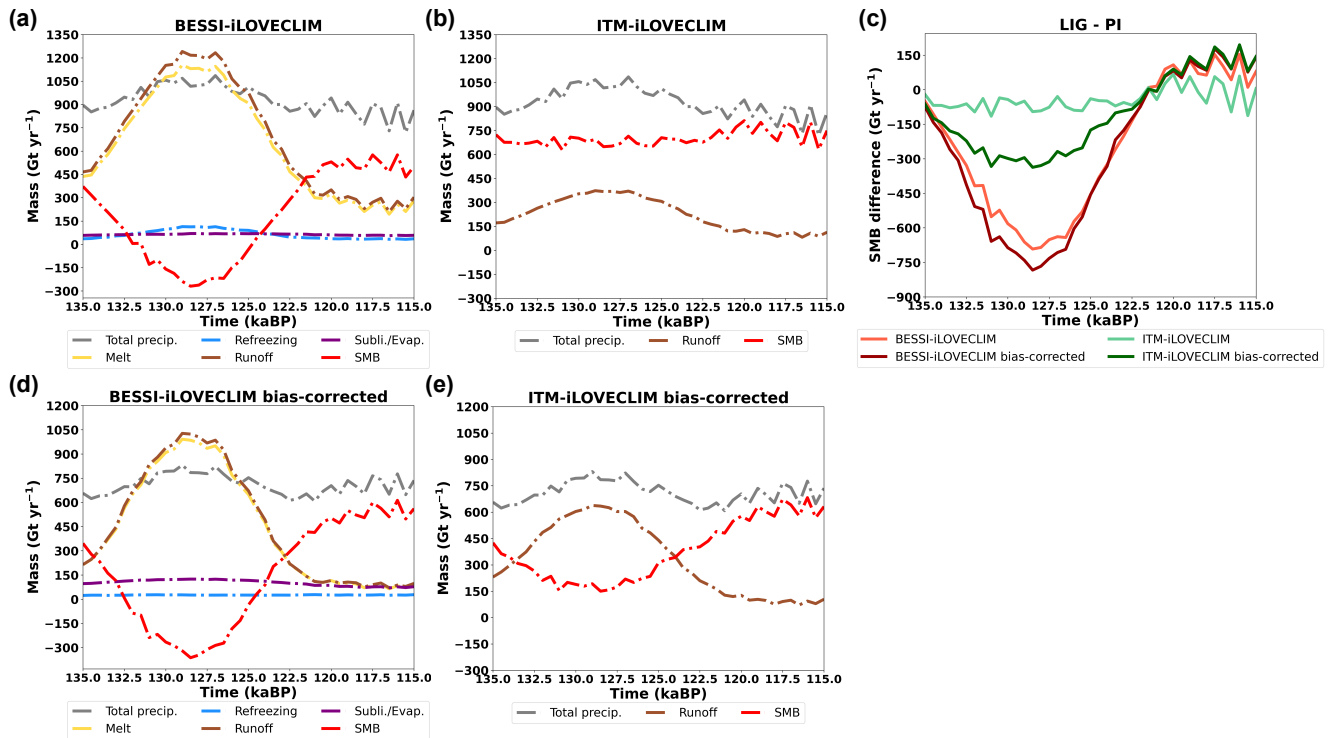 (a)
BESSI-iLOVECLIM
Mass (Gt yr⁻¹)
1350
1200
1050
900
750
600
450
300
150
0
−150
−300
135.0 132.5 130.0 127.5 125.0 122.5 120.0 117.5 115.0
Time (kaBP)
Total precip. Refreezing Subli./Evap.
Melt Runoff SMB
(b)
ITM-iLOVECLIM
Mass (Gt yr⁻¹)
1350
1200
1050
900
750
600
450
300
150
0
−150
−300
135.0 132.5 130.0 127.5 125.0 122.5 120.0 117.5 115.0
Time (kaBP)
Total precip. Runoff SMB
(c)
LIG - PI
SMB difference (Gt yr⁻¹)
150
0
−150
−300
−450
−600
−750
−900
135.0 132.5 130.0 127.5 125.0 122.5 120.0 117.5 115.0
Time (kaBP)
BESSI-iLOVECLIM ITM-iLOVECLIM
BESSI-iLOVECLIM bias-corrected ITM-iLOVECLIM bias-corrected
(d)
BESSI-iLOVECLIM bias-corrected
Mass (Gt yr⁻¹)
1200
1050
900
750
600
450
300
150
0
−150
−300
135.0 132.5 130.0 127.5 125.0 122.5 120.0 117.5 115.0
Time (kaBP)
Total precip. Refreezing Subli./Evap.
Melt Runoff SMB
(e)
ITM-iLOVECLIM bias-corrected
Mass (Gt yr⁻¹)
1200
1050
900
750
600
450
300
150
0
−150
−300
135.0 132.5 130.0 127.5 125.0 122.5 120.0 117.5 115.0
Time (kaBP)
Total precip. Runoff SMB